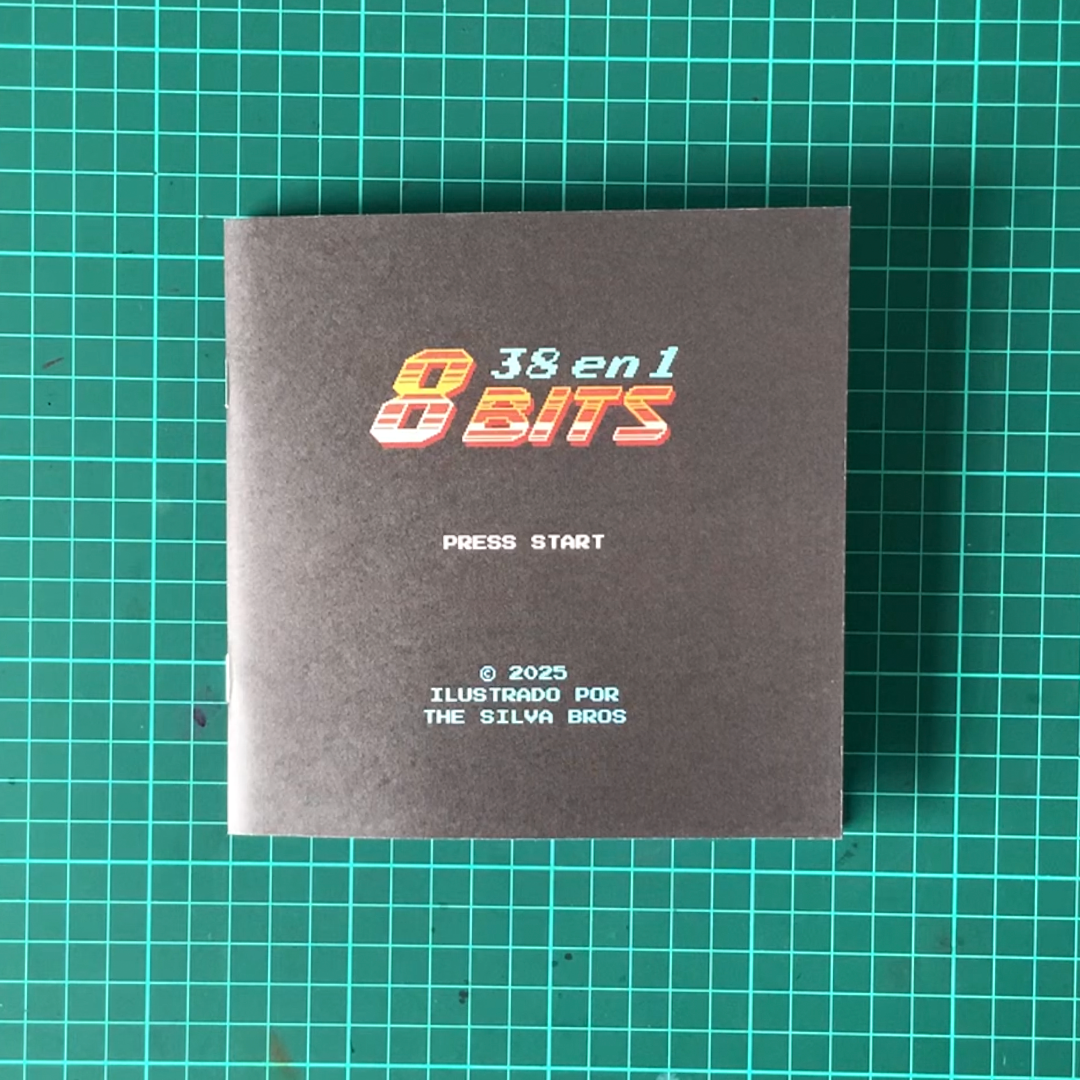 38 en 1
8 BITS
PRESS START
© 2025
ILUSTRADO POR
THE SILVA BROS